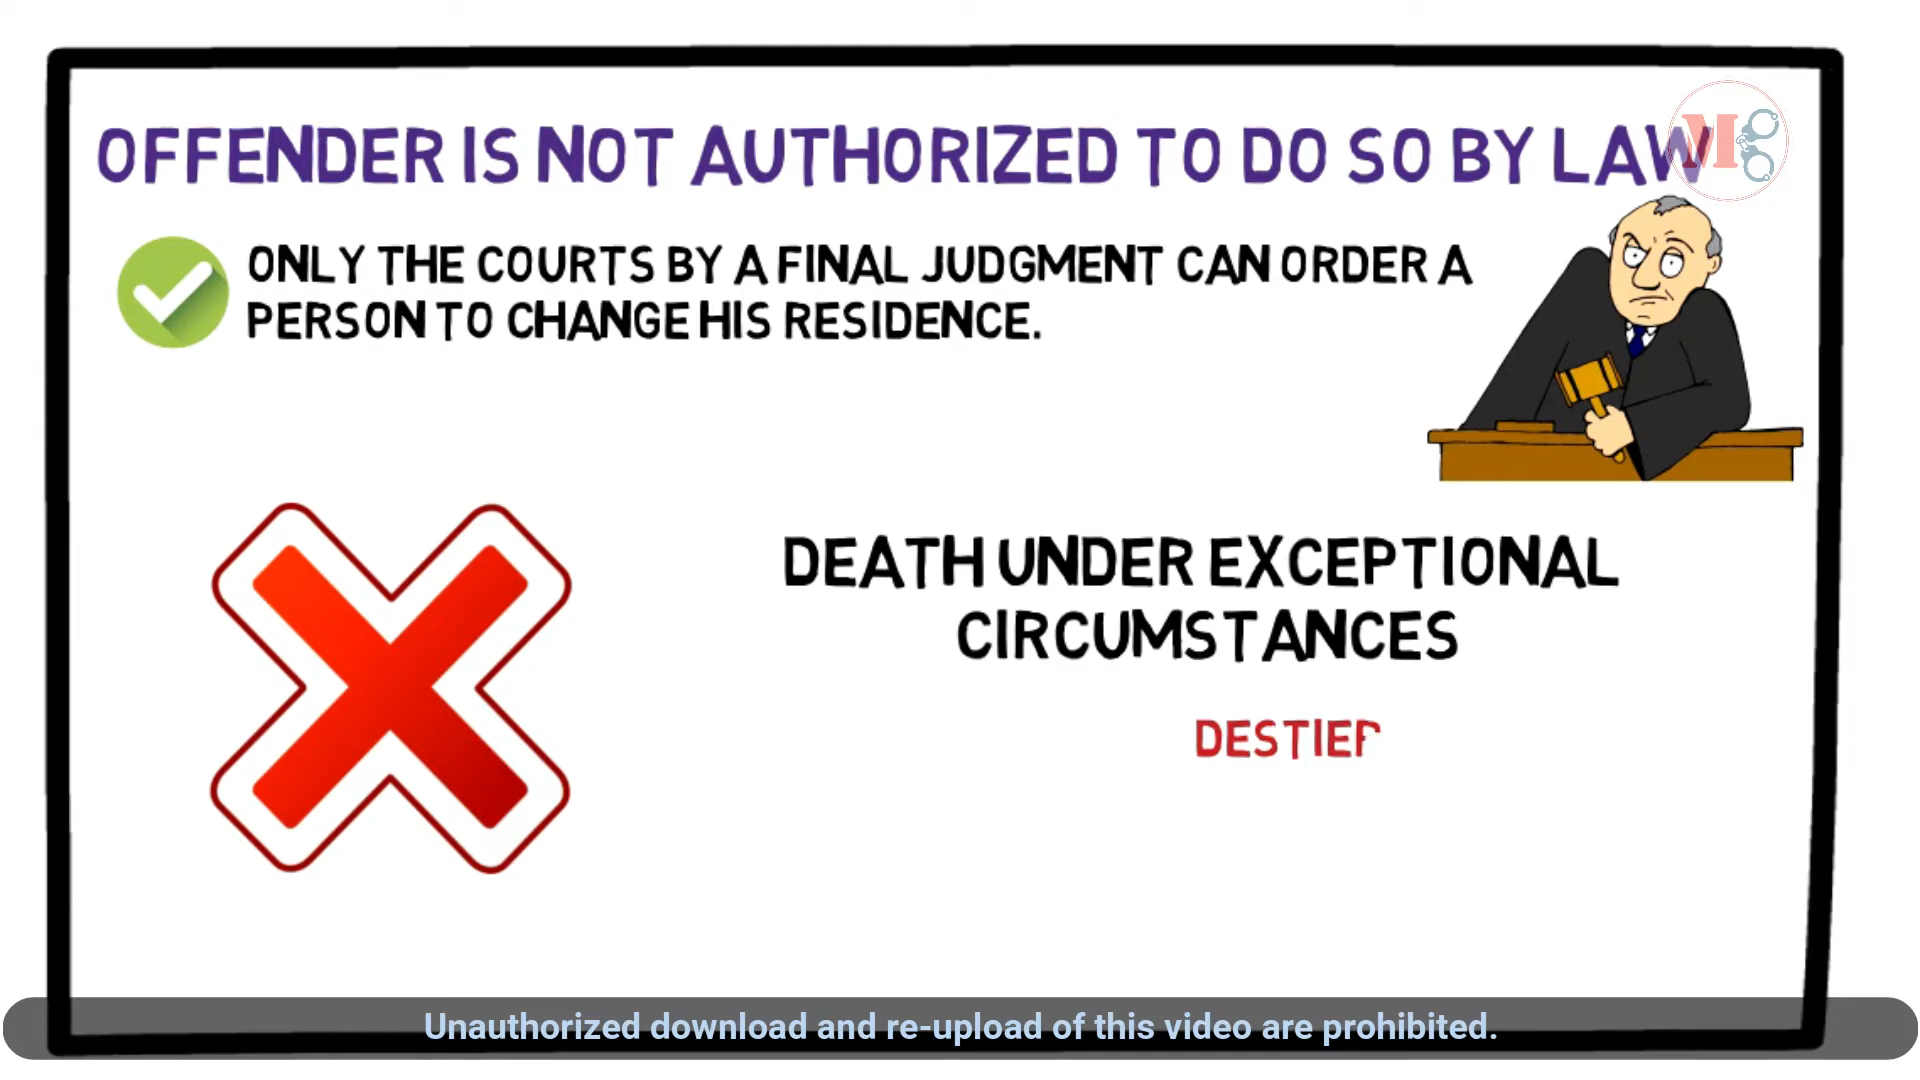 OFFENDER IS NOT AUTHORIZED TO DO SO BY LAW
M
ONLY THE COURTS BY A FINAL JUDGMENT CAN ORDER A
PERSON TO CHANGE HIS RESIDENCE.
DEATH UNDER EXCEPTIONAL
CIRCUMSTANCES
Unauthorized download and re-upload of this video are prohibited.